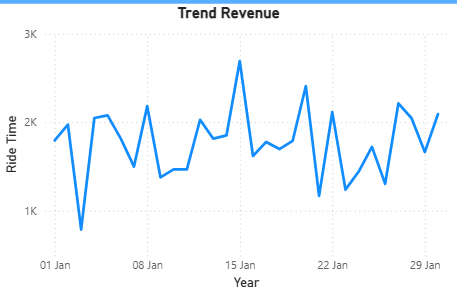 Trend Revenue
3K
2K
1K
Ride Time
01 Jan
08 Jan
15 Jan
22 Jan
29 Jan
Year